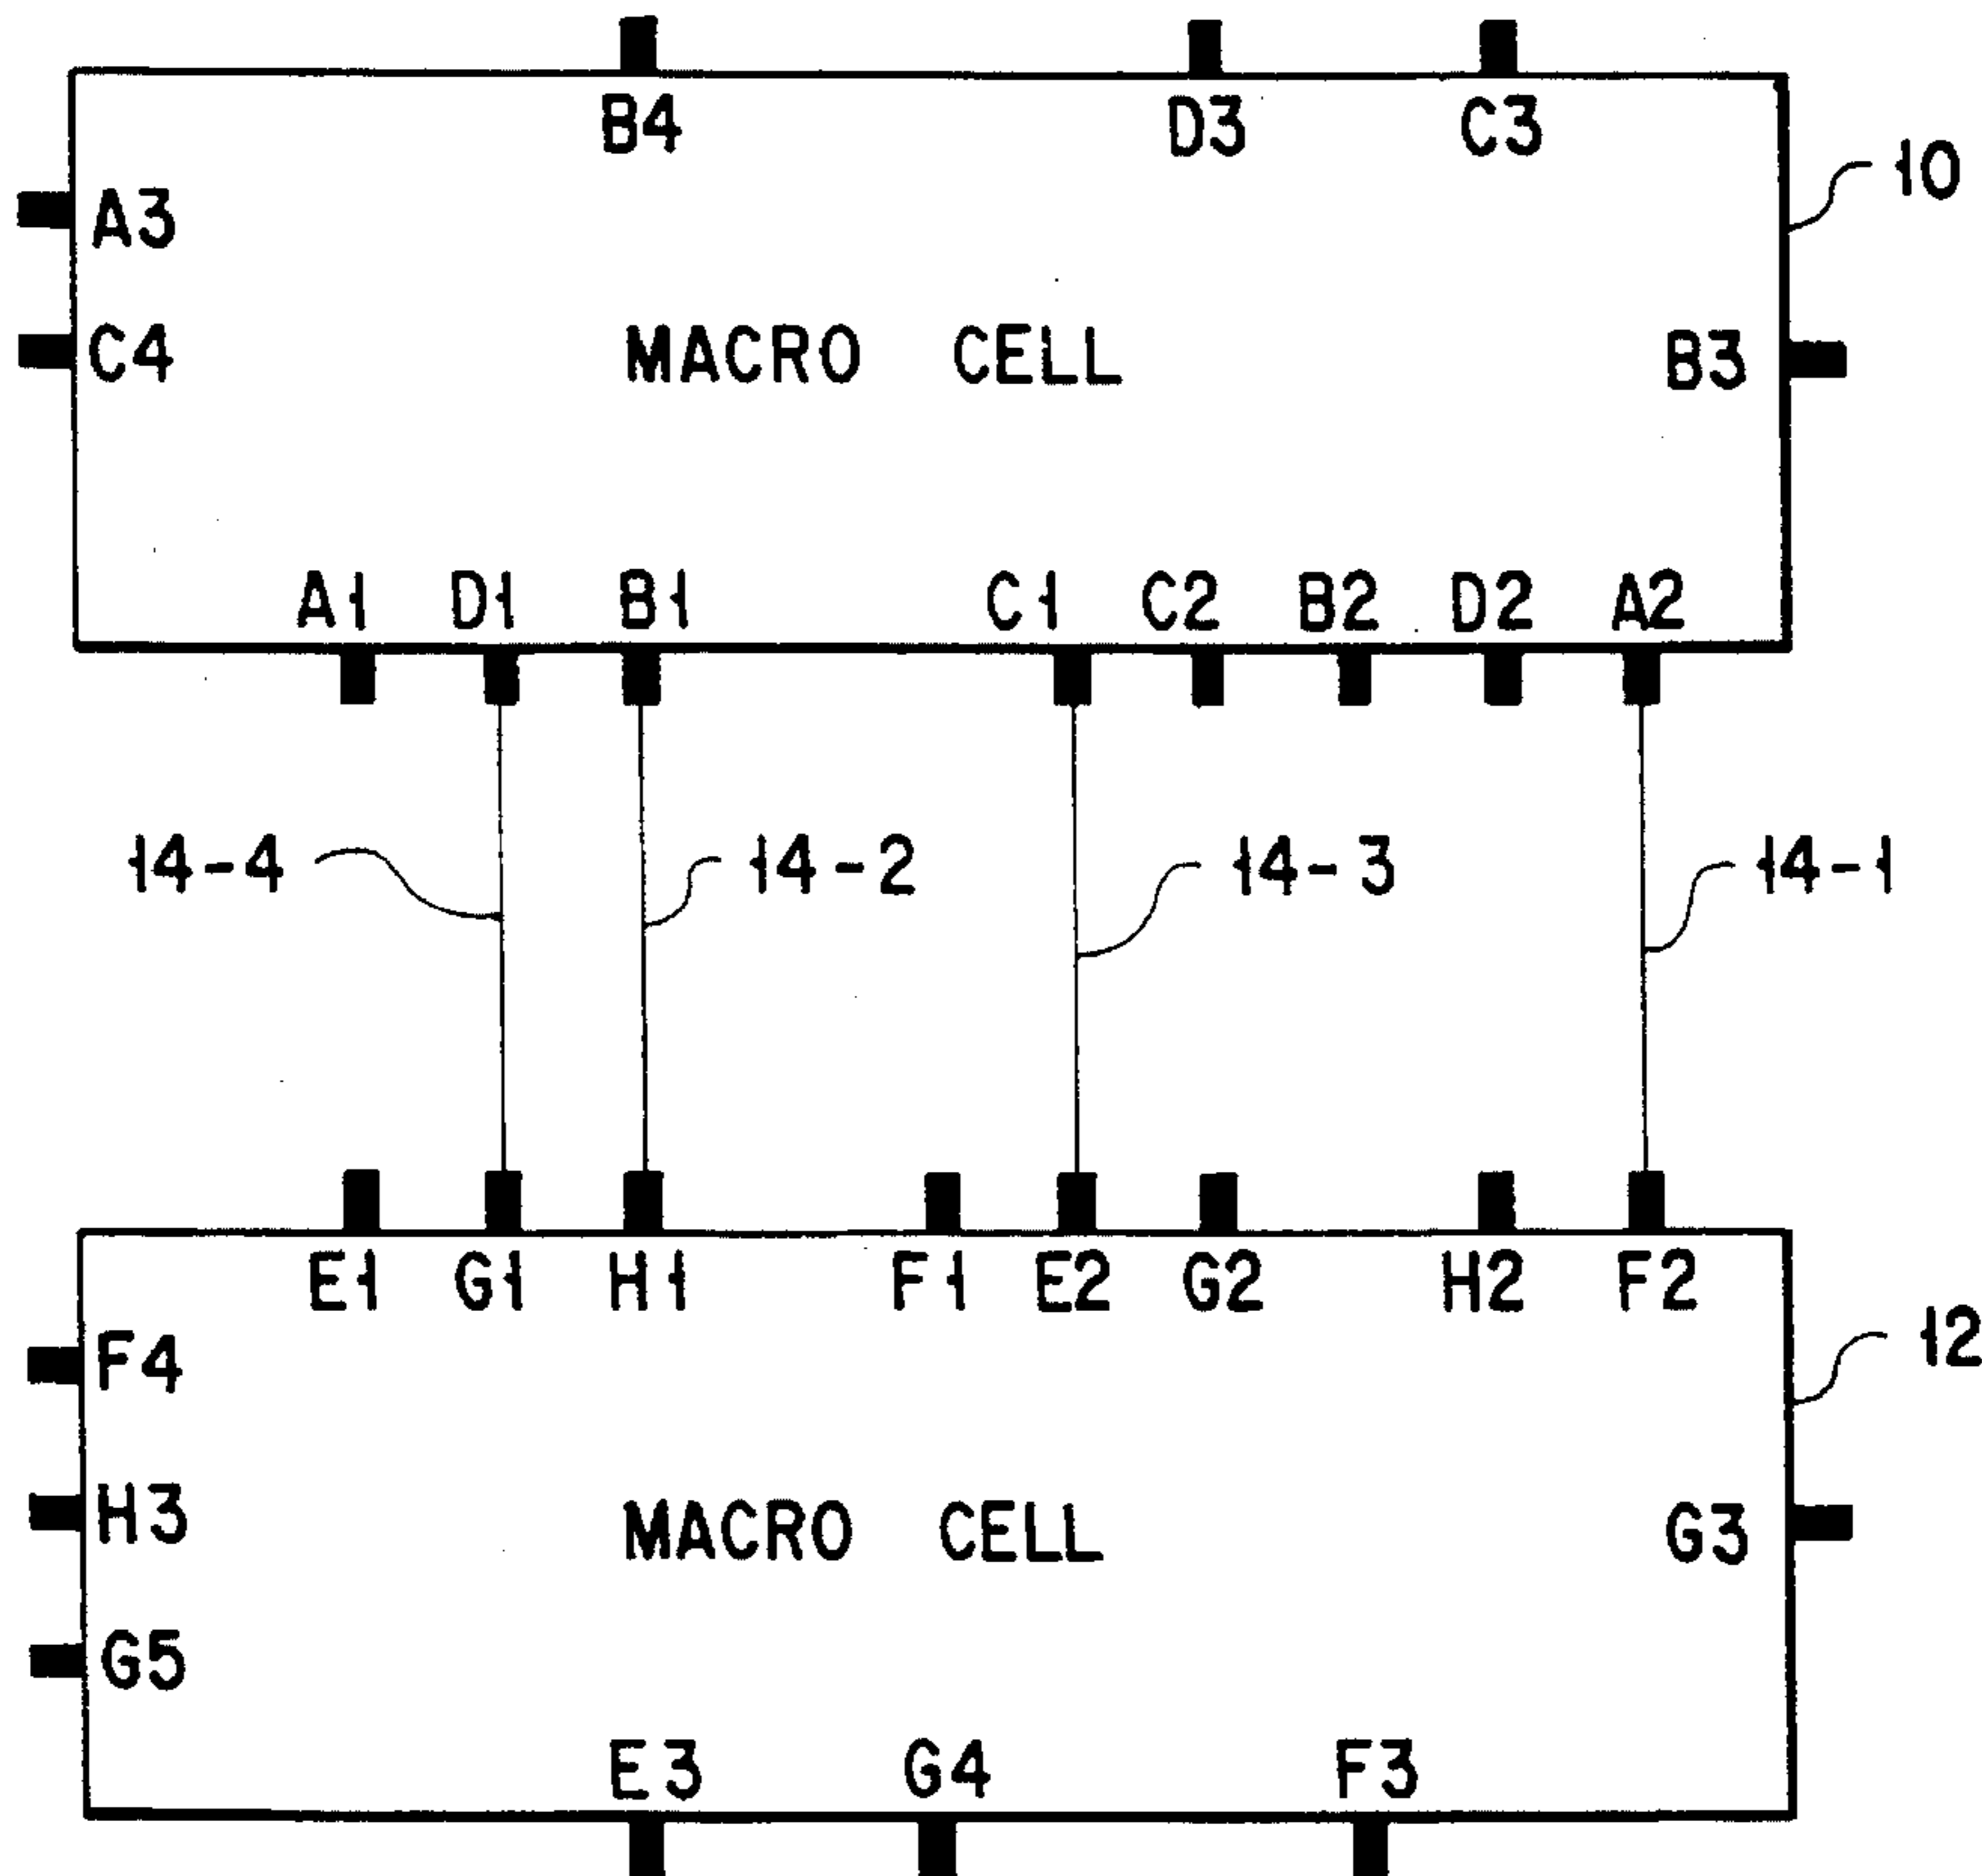 B4 D3 C3
10
A3
C4 MACRO CELL B3
A1 D1 B1 C1 C2 B2 D2 A2
14-4 14-2 14-3 14-1
E1 G1 H1 F1 E2 G2 H2 F2
12
F4
H3 MACRO CELL G3
G5
E3 G4 F3